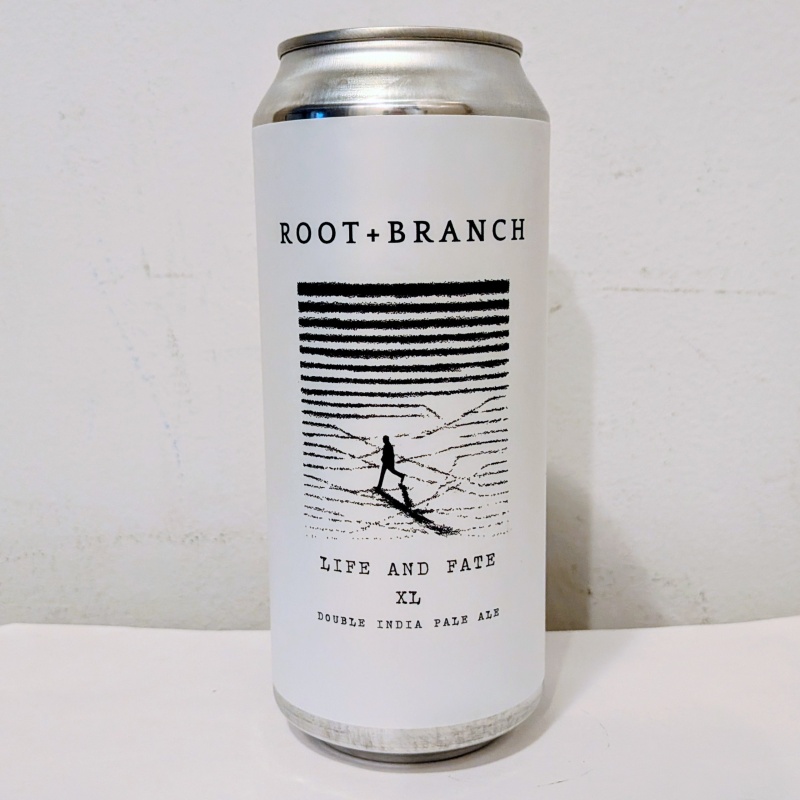 ROOT+BRANCH
LIFE AND FATE
XL
DOUBLE INDIA PALE ALE